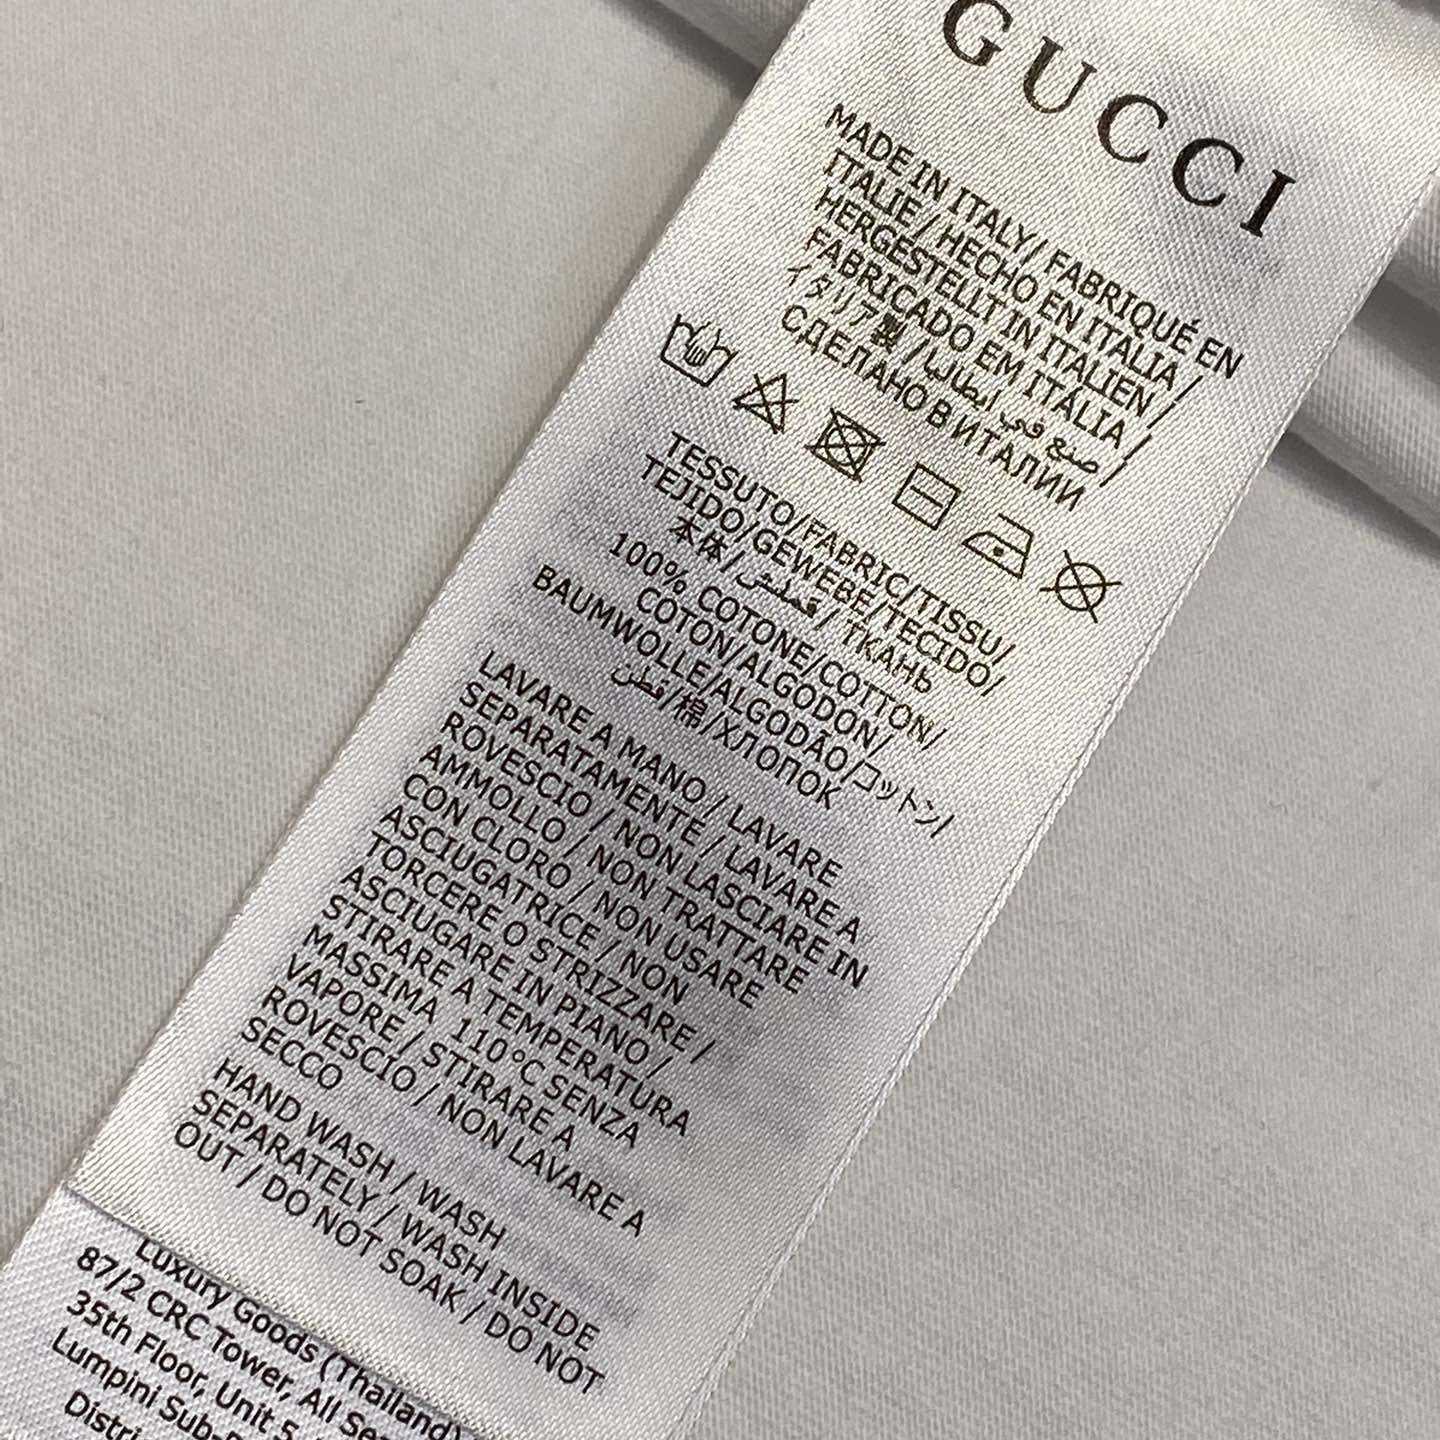 GUCCI
MADE IN ITALY/ FABRIQUÉ EN
ITALIE / HECHO EN ITALIA /
HERGESTELLT IN ITALIEN /
FABRICADO EM ITÁLIA /
イタリア製 / صنع في ايطاليا /
СДЕЛАНО В ИТАЛИИ
TESSUTO/FABRIC/TISSU/
TEJIDO/GEWEBE/TECIDO/
本体/قماش/ ТКАНЬ
100% COTONE/COTTON/
COTON/ALGODON/
BAUMWOLLE/ALGODÃO/コットン/
قطن/棉/ХЛОПОК
LAVARE A MANO / LAVARE
SEPARATAMENTE / LAVARE A
ROVESCIO / NON LASCIARE IN
AMMOLLO / NON TRATTARE
CON CLORO / NON USARE
ASCIUGATRICE / NON
TORCERE O STRIZZARE /
ASCIUGARE IN PIANO /
STIRARE A TEMPERATURA
MASSIMA 110°C SENZA
VAPORE / STIRARE A
ROVESCIO / NON LAVARE A
SECCO
HAND WASH / WASH
SEPARATELY / WASH INSIDE
OUT / DO NOT SOAK / DO NOT
Luxury Goods (Thailand)
87/2 CRC Tower, All Sea
35th Floor, Unit 5
Lumpini Sub-
Distri